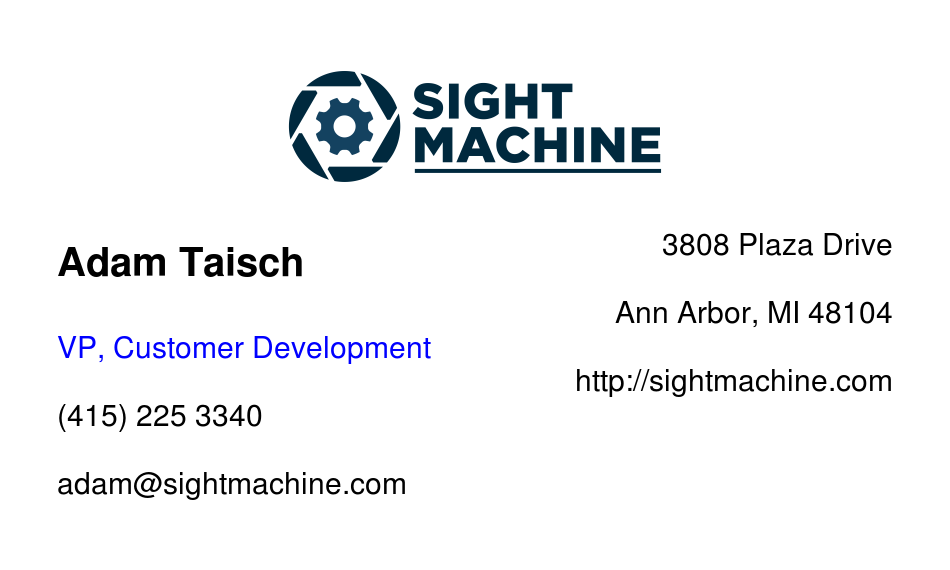 SIGHT
MACHINE
Adam Taisch
VP, Customer Development
(415) 225 3340
adam@sightmachine.com
3808 Plaza Drive
Ann Arbor, MI 48104
http://sightmachine.com